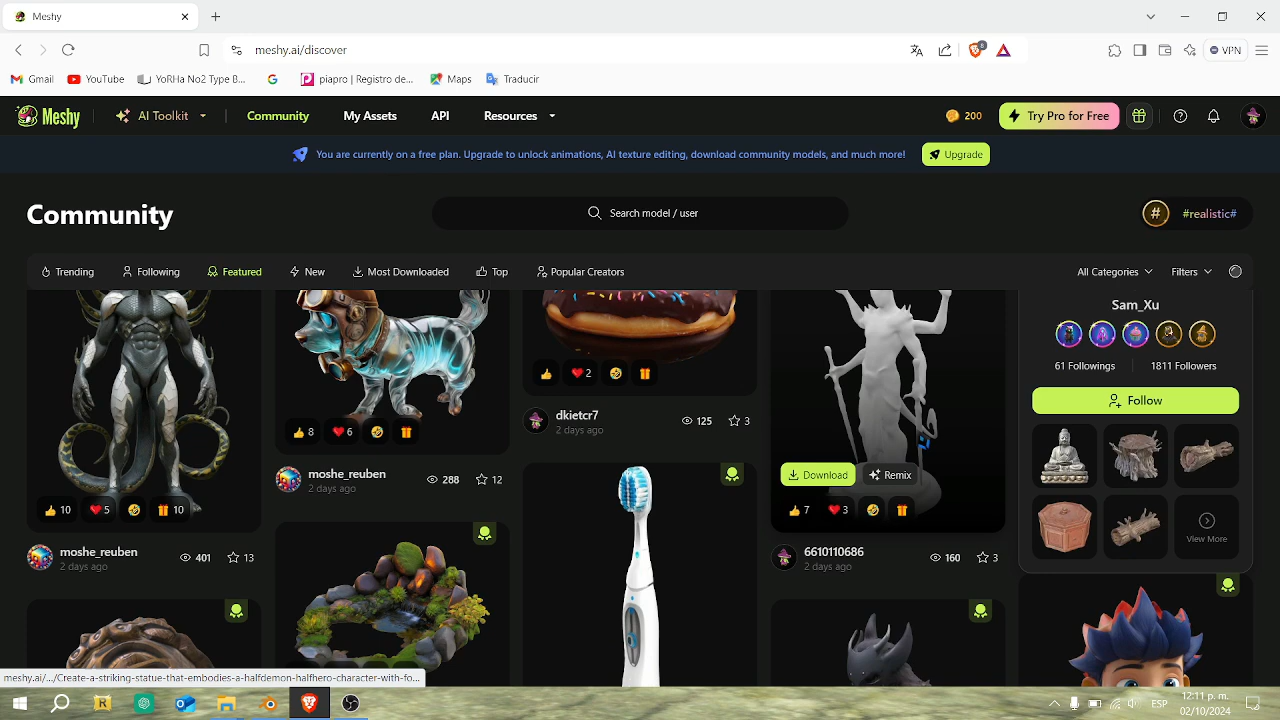 Meshy
meshy.ai/discover
8
VPN
Gmail
YouTube
YoRHa No2 Type B...
piapro | Registro de...
Maps
Traducir
Meshy
AI Toolkit
Community
My Assets
API
Resources
200
Try Pro for Free
You are currently on a free plan. Upgrade to unlock animations, AI texture editing, download community models, and much more!
Upgrade
Community
Search model / user
#
#realistic#
Trending
Following
Featured
New
Most Downloaded
Top
Popular Creators
All Categories
Filters
10
5
10
moshe_reuben
2 days ago
401
13
8
6
moshe_reuben
2 days ago
288
12
2
dkietcr7
2 days ago
125
3
Download
Remix
7
3
6610110686
2 days ago
160
3
Sam_Xu
61 Followings
1811 Followers
Follow
View More
meshy.ai/.../Create-a-striking-statue-that-embodies-a-halfdemon-halfhero-character-with-fo...
R
ESP
12:11 p. m.
02/10/2024